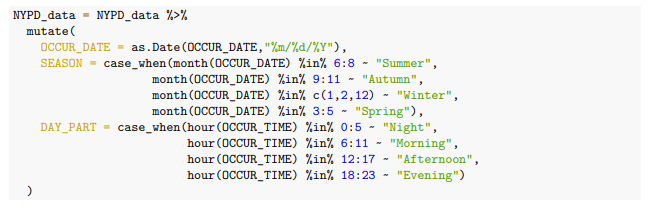 NYPD_data = NYPD_data %>%
  mutate(
    OCCUR_DATE = as.Date(OCCUR_DATE,"%m/%d/%Y"),
    SEASON = case_when(month(OCCUR_DATE) %in% 6:8 ~ "Summer",
                       month(OCCUR_DATE) %in% 9:11 ~ "Autumn",
                       month(OCCUR_DATE) %in% c(1,2,12) ~ "Winter",
                       month(OCCUR_DATE) %in% 3:5 ~ "Spring"),
    DAY_PART = case_when(hour(OCCUR_TIME) %in% 0:5 ~ "Night",
                         hour(OCCUR_TIME) %in% 6:11 ~ "Morning",
                         hour(OCCUR_TIME) %in% 12:17 ~ "Afternoon",
                         hour(OCCUR_TIME) %in% 18:23 ~ "Evening")
  )